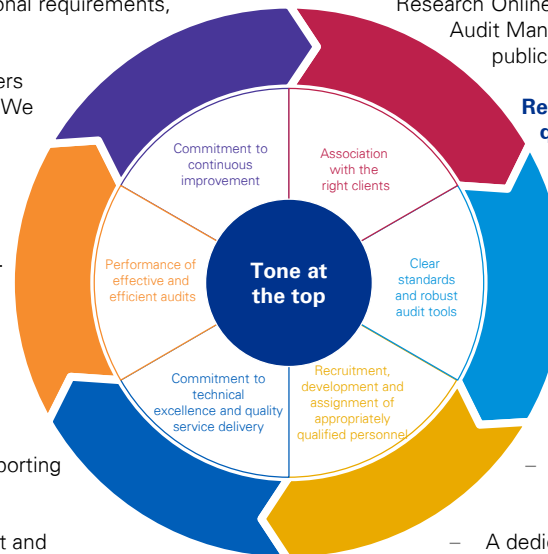 onal requirements,
Research Online
Audit Man
public
ers
We
Re
Commitment to
continuous
improvement
Association
with the
right clients
Performance of
effective and
efficient audits
Tone at
the top
Clear
standards
and robust
audit tools
Commitment to
technical
excellence and quality
service delivery
Recruitment,
development and
assignment of
appropriately
qualified personnel
porting
–
t and
– A dedic